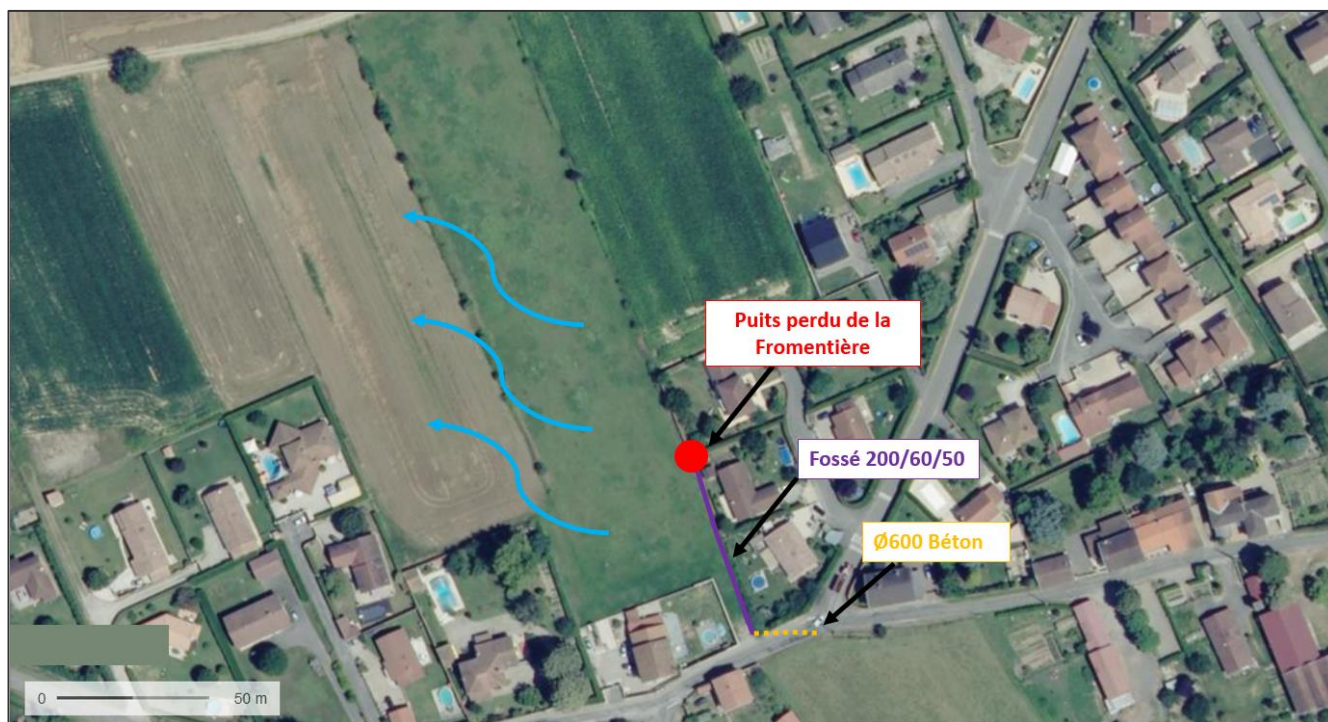 Puits perdu de la
Fromentière
Fossé 200/60/50
Ø600 Béton
0 50 m